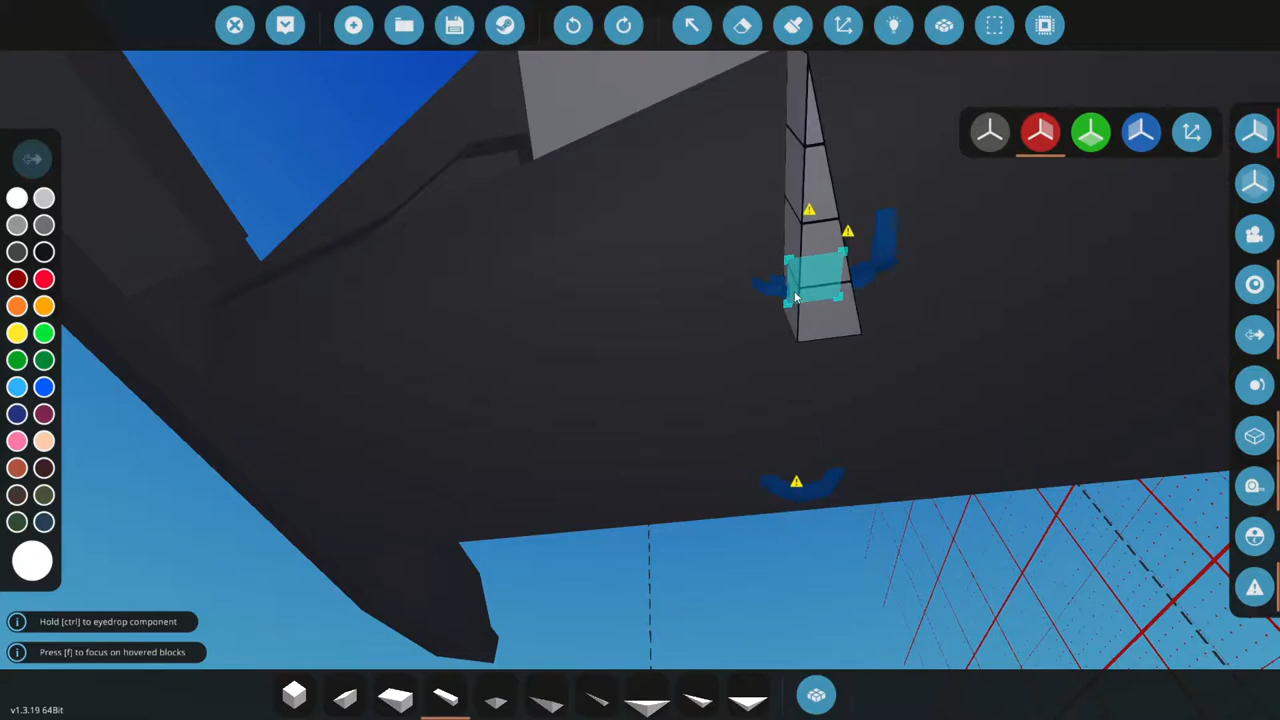 Hold [ctrl] to eyedrop component
Press [f] to focus on hovered blocks
v1.3.19 64Bit